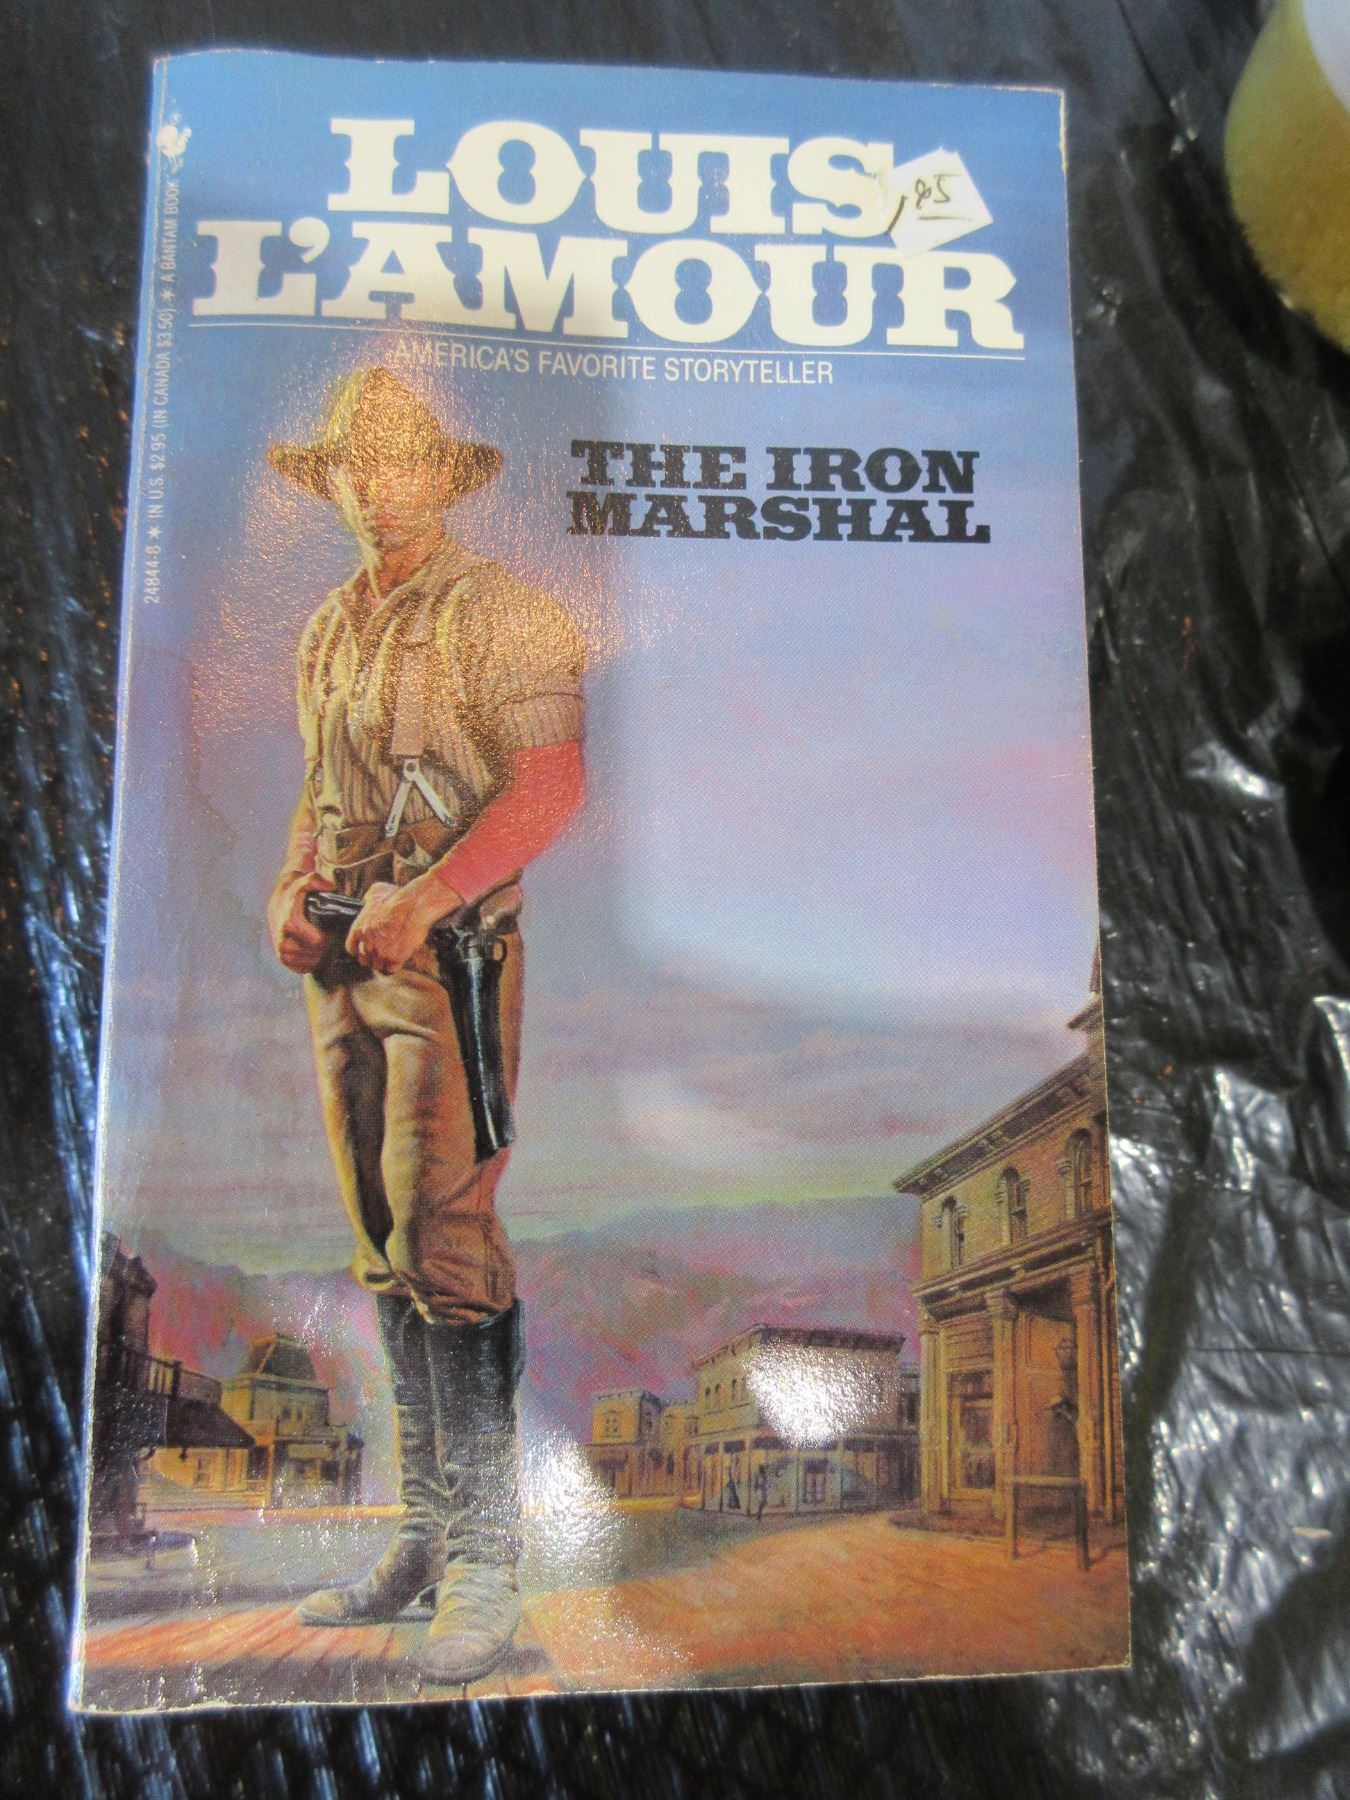 LOUIS
L'AMOUR
.85
AMERICA'S FAVORITE STORYTELLER
THE IRON
MARSHAL
24844-8 ★ IN U.S. $2.95 (IN CANADA $3.50) ★ A BANTAM BOOK